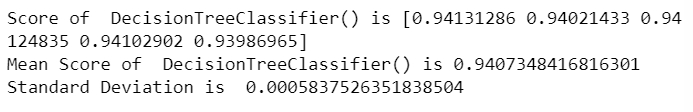 Score of  DecisionTreeClassifier() is [0.94131286 0.94021433 0.94
124835 0.94102902 0.93986965]
Mean Score of  DecisionTreeClassifier() is 0.9407348416816301
Standard Deviation is  0.0005837526351838504